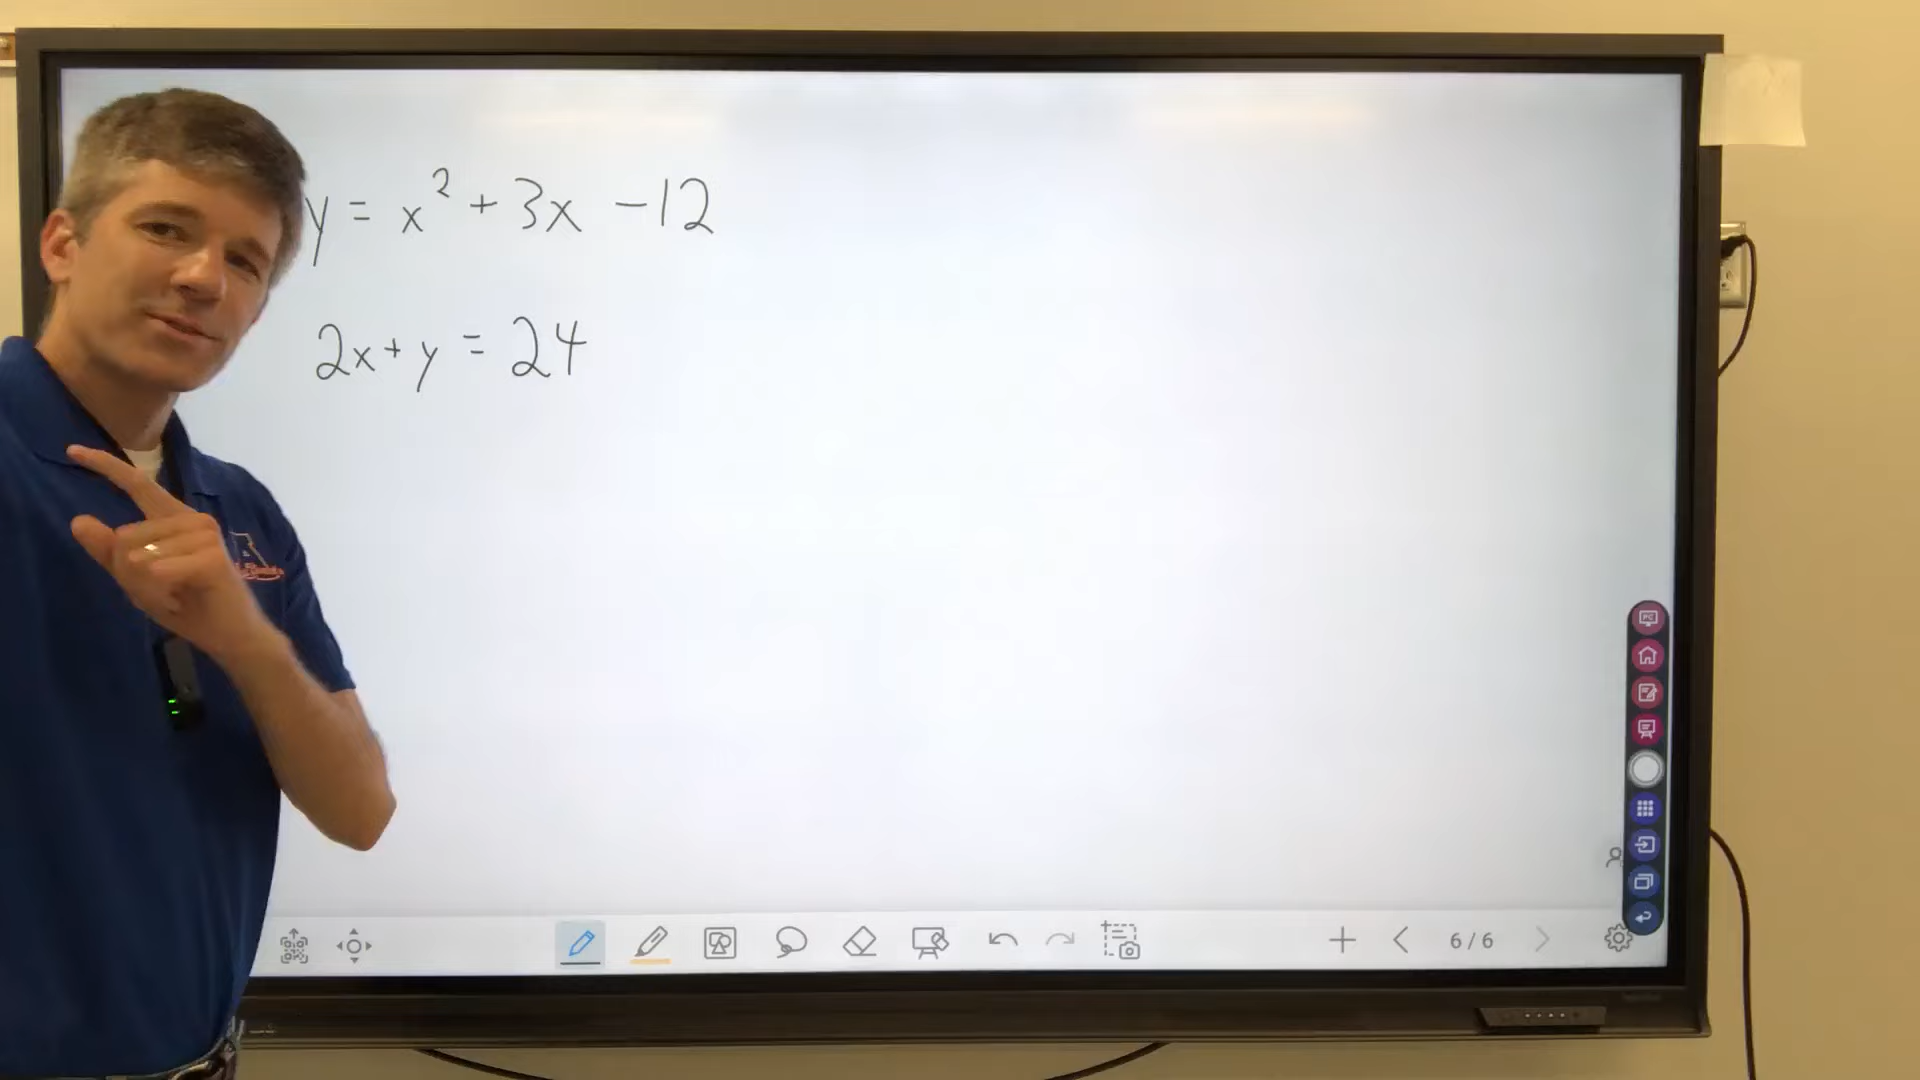 y = x² + 3x - 12
2x + y = 24
6/6